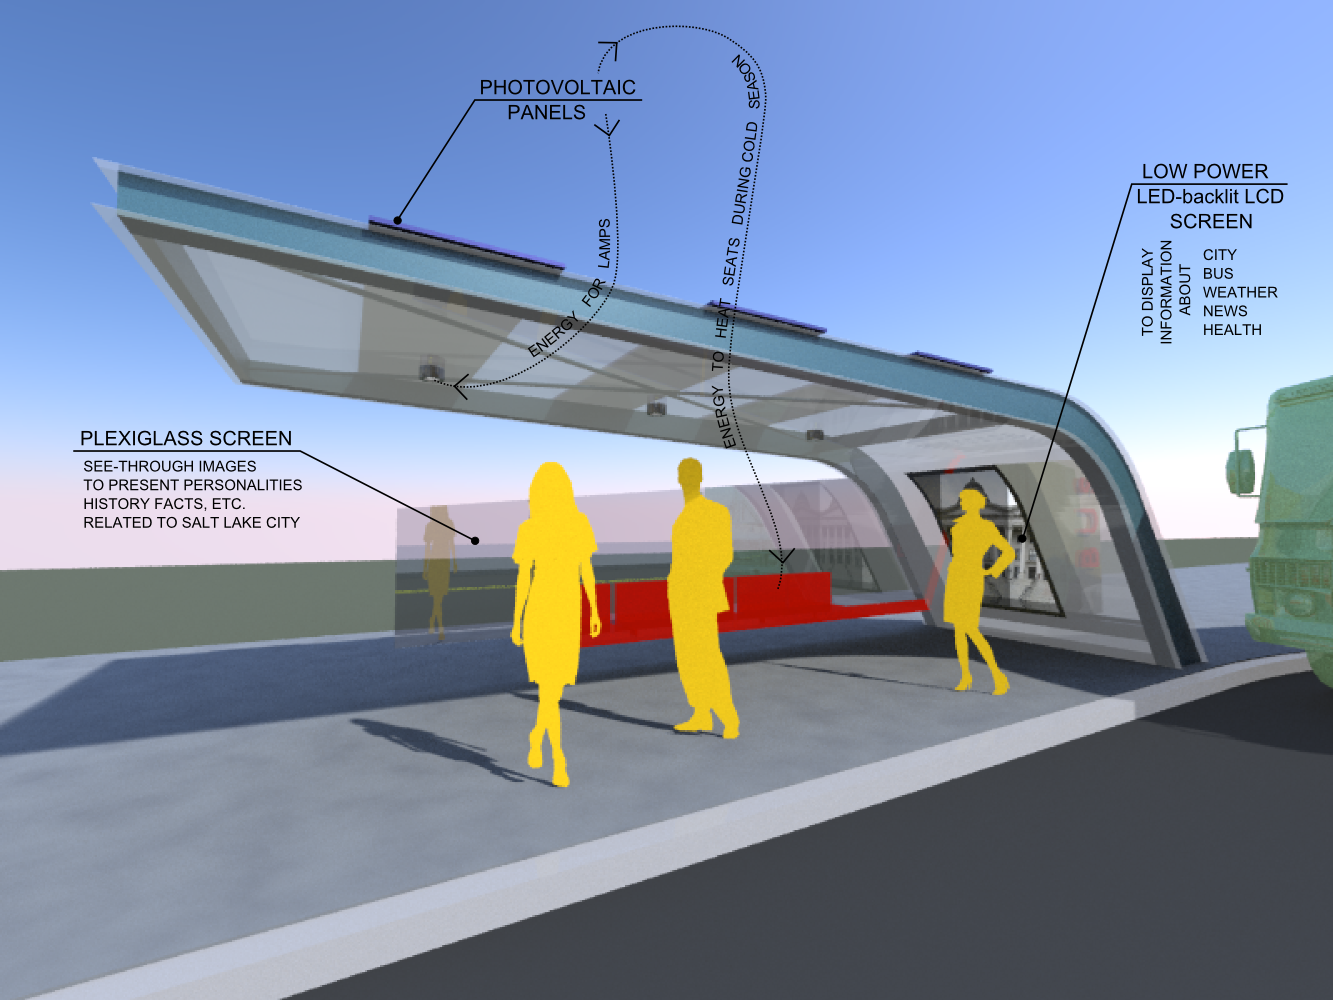 PHOTOVOLTAIC
PANELS
ENERGY FOR LAMPS
ENERGY TO HEAT SEATS DURING COLD SEASON
LOW POWER
LED-backlit LCD
SCREEN
TO DISPLAY
INFORMATION
ABOUT
CITY
BUS
WEATHER
NEWS
HEALTH
PLEXIGLASS SCREEN
SEE-THROUGH IMAGES
TO PRESENT PERSONALITIES
HISTORY FACTS, ETC.
RELATED TO SALT LAKE CITY